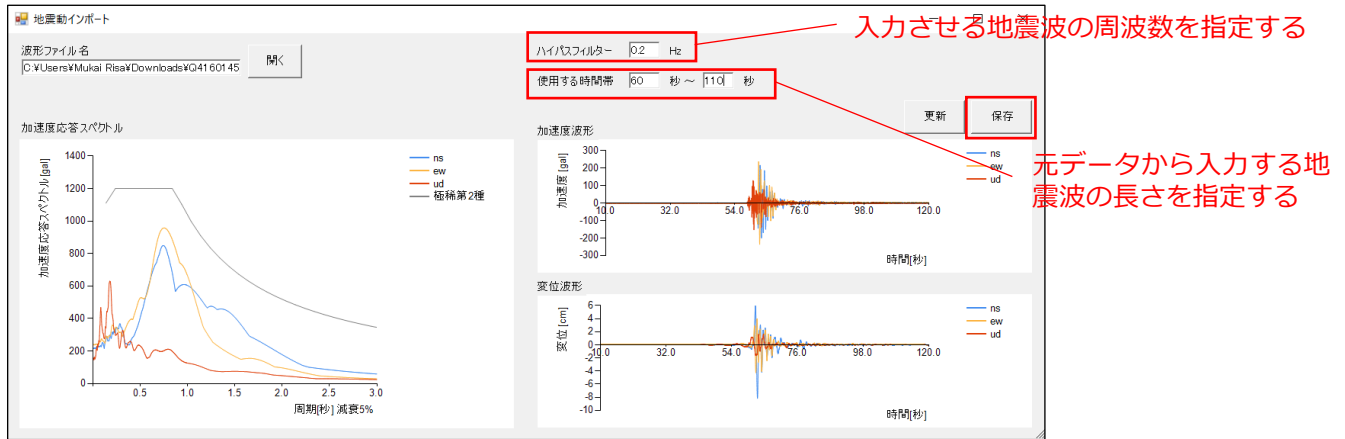 地震動インポート
入力させる地震波の周波数を指定する
波形ファイル名
C:¥Users¥Mukai Risa¥Downloads¥Q4160145
開く
ハイパスフィルター 0.2 Hz
使用する時間帯 60 秒～ 110 秒
更新 保存
元データから入力する地
震波の長さを指定する
加速度応答スペクトル
加速度応答スペクトル[gal]
1400
1200
1000
800
600
400
200
0
0.5 1.0 1.5 2.0 2.5 3.0
周期[秒] 減衰5%
ns
ew
ud
極稀第2種
加速度波形
加速度 [gal]
300
200
100
0
-100
-200
-300
10.0 32.0 54.0 76.0 98.0 120.0
時間[秒]
ns
ew
ud
変位波形
変位 [cm]
6
4
2
0
-2
-4
-6
-8
-10
10.0 32.0 54.0 76.0 98.0 120.0
時間[秒]
ns
ew
ud